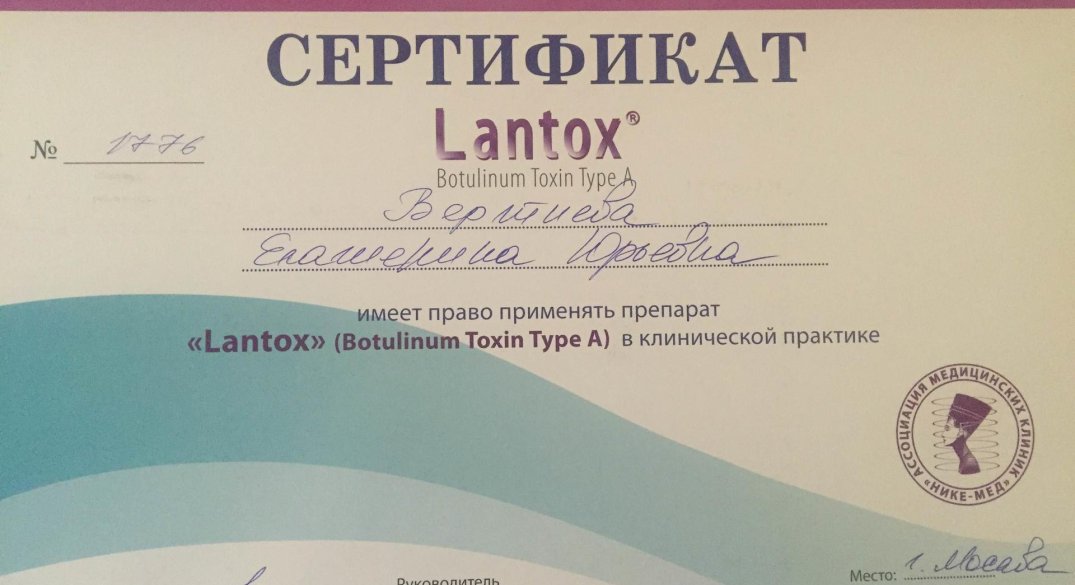 СЕРТИФИКАТ
Lantox®
Botulinum Toxin Type A
№ 1776
Верптиева
Екатерина Юрьевна
имеет право применять препарат
«Lantox» (Botulinum Toxin Type A) в клинической практике
АССОЦИАЦИЯ МЕДИЦИНСКИХ КЛИНИК «НИКЕ-МЕД»
Руководитель
Место: г. Москва